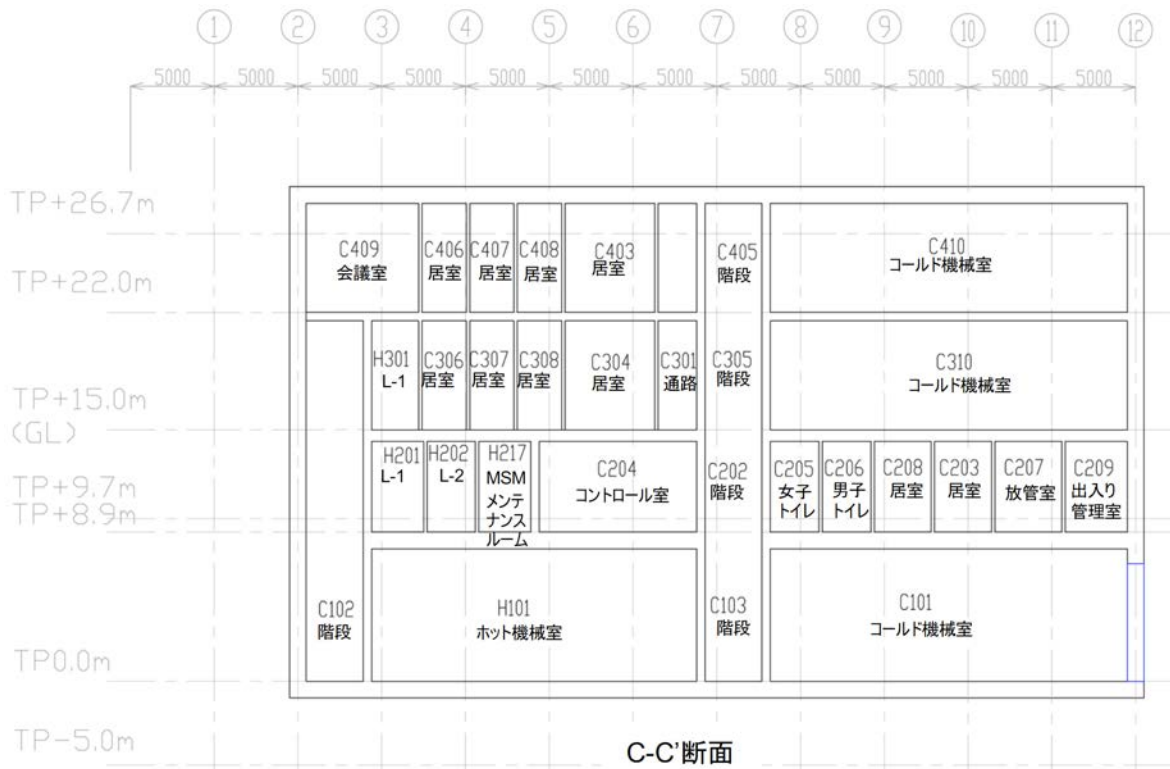 1 2 3 4 5 6 7 8 9 10 11 12
5000 5000 5000 5000 5000 5000 5000 5000 5000 5000 5000 5000
TP+26.7m
TP+22.0m
TP+15.0m
(GL)
TP+9.7m
TP+8.9m
TP0.0m
TP-5.0m
C409
会議室
C406
居室
C407
居室
C408
居室
C403
居室
C405
階段
C410
コールド機械室
H301
L-1
C306
居室
C307
居室
C308
居室
C304
居室
C301
通路
C305
階段
C310
コールド機械室
H201
L-1
H202
L-2
H217
MSM
メンテ
ナンス
ルーム
C204
コントロール室
C202
階段
C205
女子
トイレ
C206
男子
トイレ
C208
居室
C203
居室
C207
放管室
C209
出入り
管理室
C102
階段
H101
ホット機械室
C103
階段
C101
コールド機械室
C-C'断面